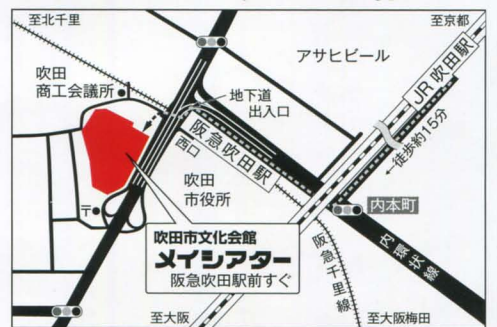 至北千里
至京都
アサヒビール
JR吹田駅
吹田
商工会議所
地下道
出入口
徒歩約15分
西口
阪急吹田駅
吹田
市役所
〒
内本町
吹田市文化会館
メイシアター
阪急吹田駅前すぐ
阪急千里線
内環状線
至大阪
至大阪梅田